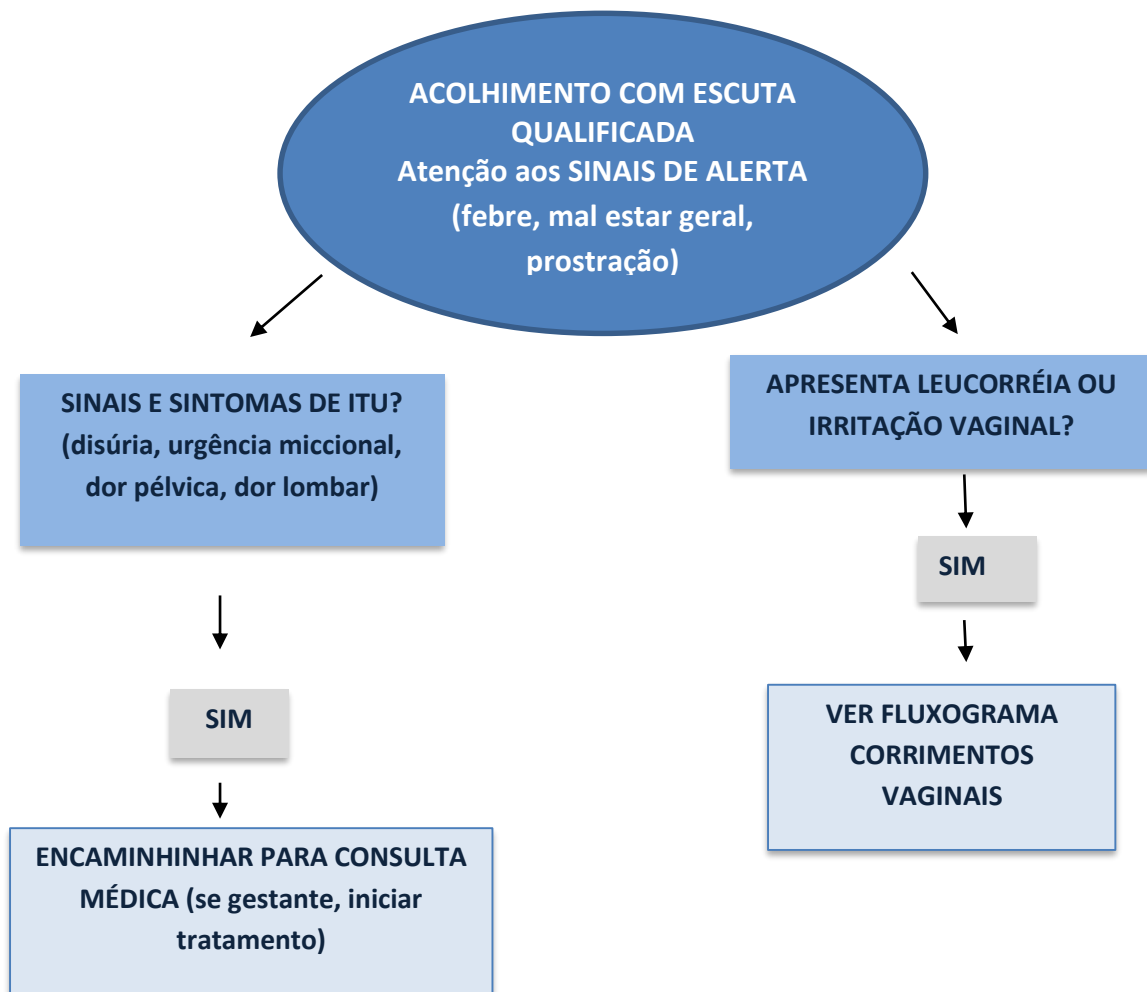 ACOLHIMENTO COM ESCUTA
QUALIFICADA
Atenção aos SINAIS DE ALERTA
(febre, mal estar geral,
prostração)
SINAIS E SINTOMAS DE ITU?
(disúria, urgência miccional,
dor pélvica, dor lombar)
SIM
ENCAMINHINHAR PARA CONSULTA
MÉDICA (se gestante, iniciar
tratamento)
APRESENTA LEUCORRÉIA OU
IRRITAÇÃO VAGINAL?
SIM
VER FLUXOGRAMA
CORRIMENTOS
VAGINAIS